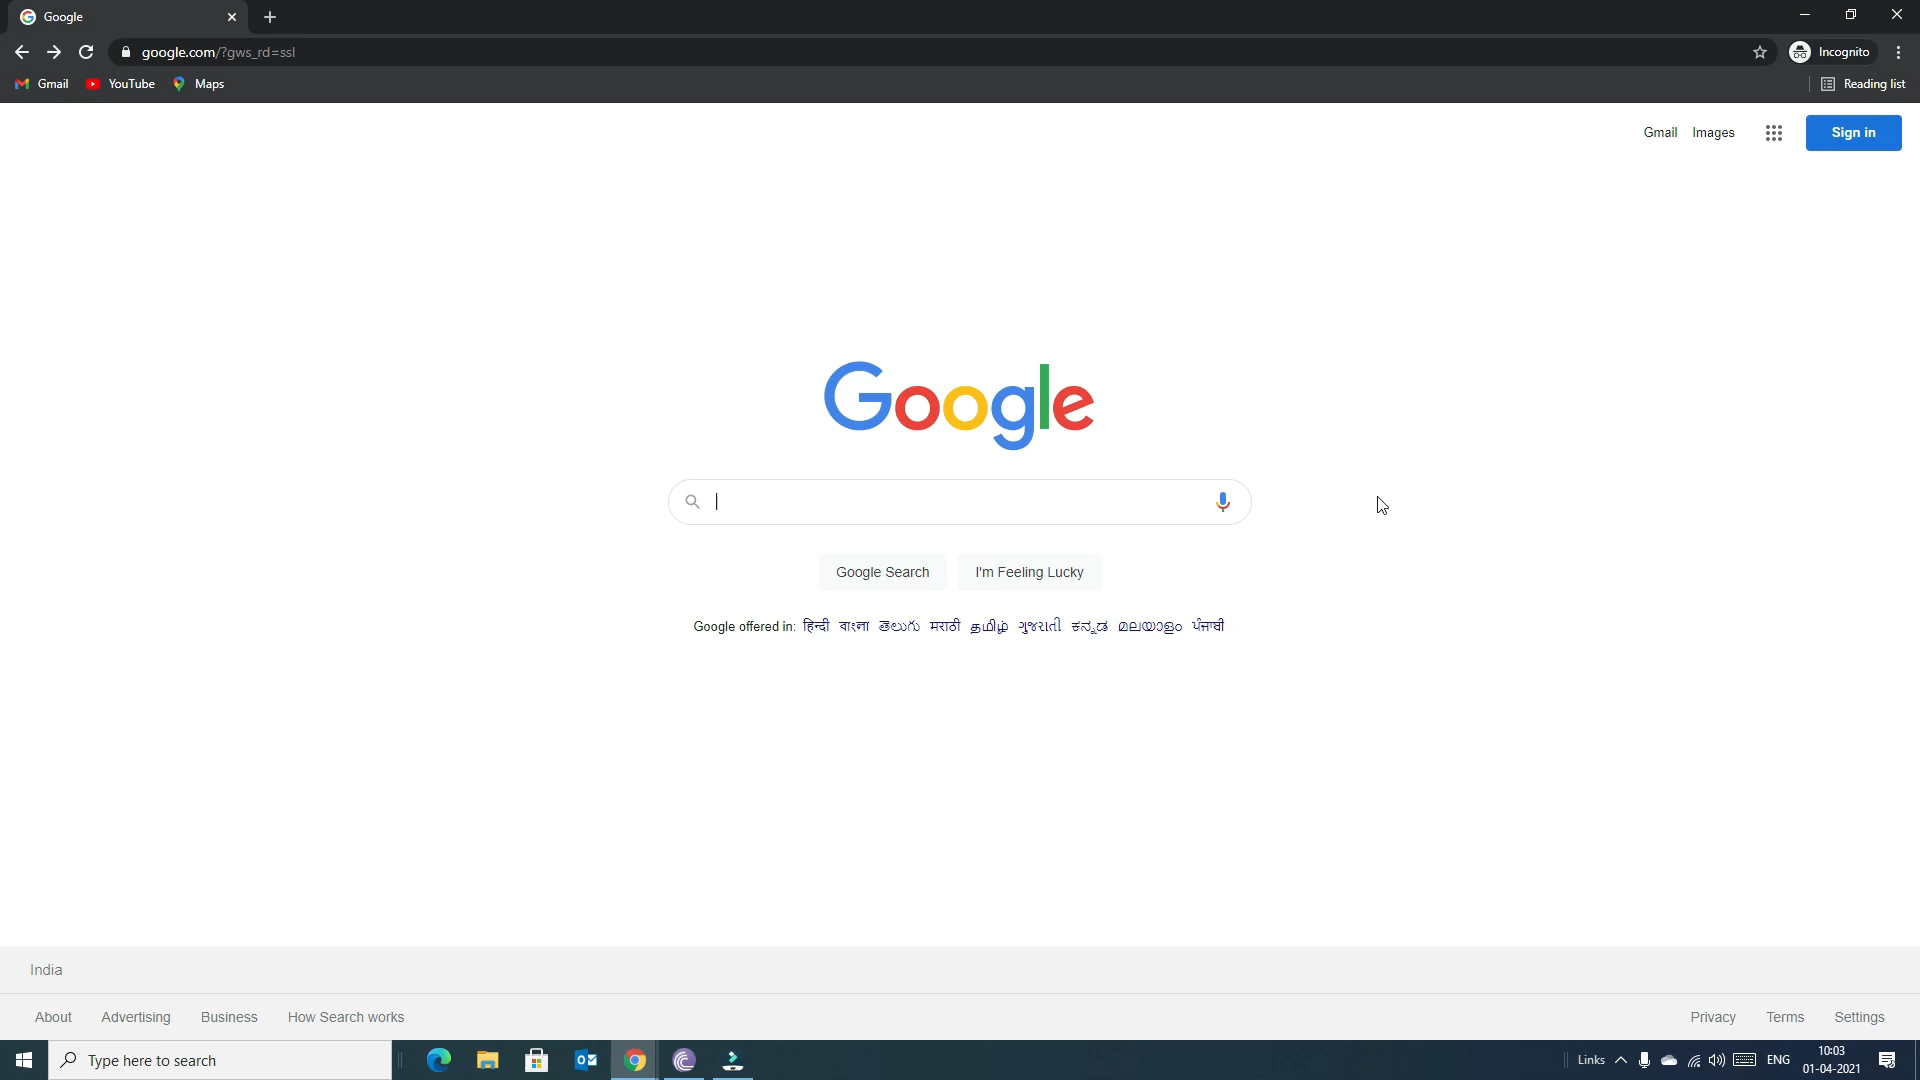 Google
google.com/?gws_rd=ssl
Incognito
Gmail YouTube Maps
Reading list
Gmail Images Sign in
Google
Google Search I'm Feeling Lucky
Google offered in: हिन्दी বাংলা తెలుగు मराठी தமிழ் ગુજરાતી ಕನ್ನಡ മലയാളം ਪੰਜਾਬੀ
India
About Advertising Business How Search works Privacy Terms Settings
Type here to search
Links ENG
10:03
01-04-2021